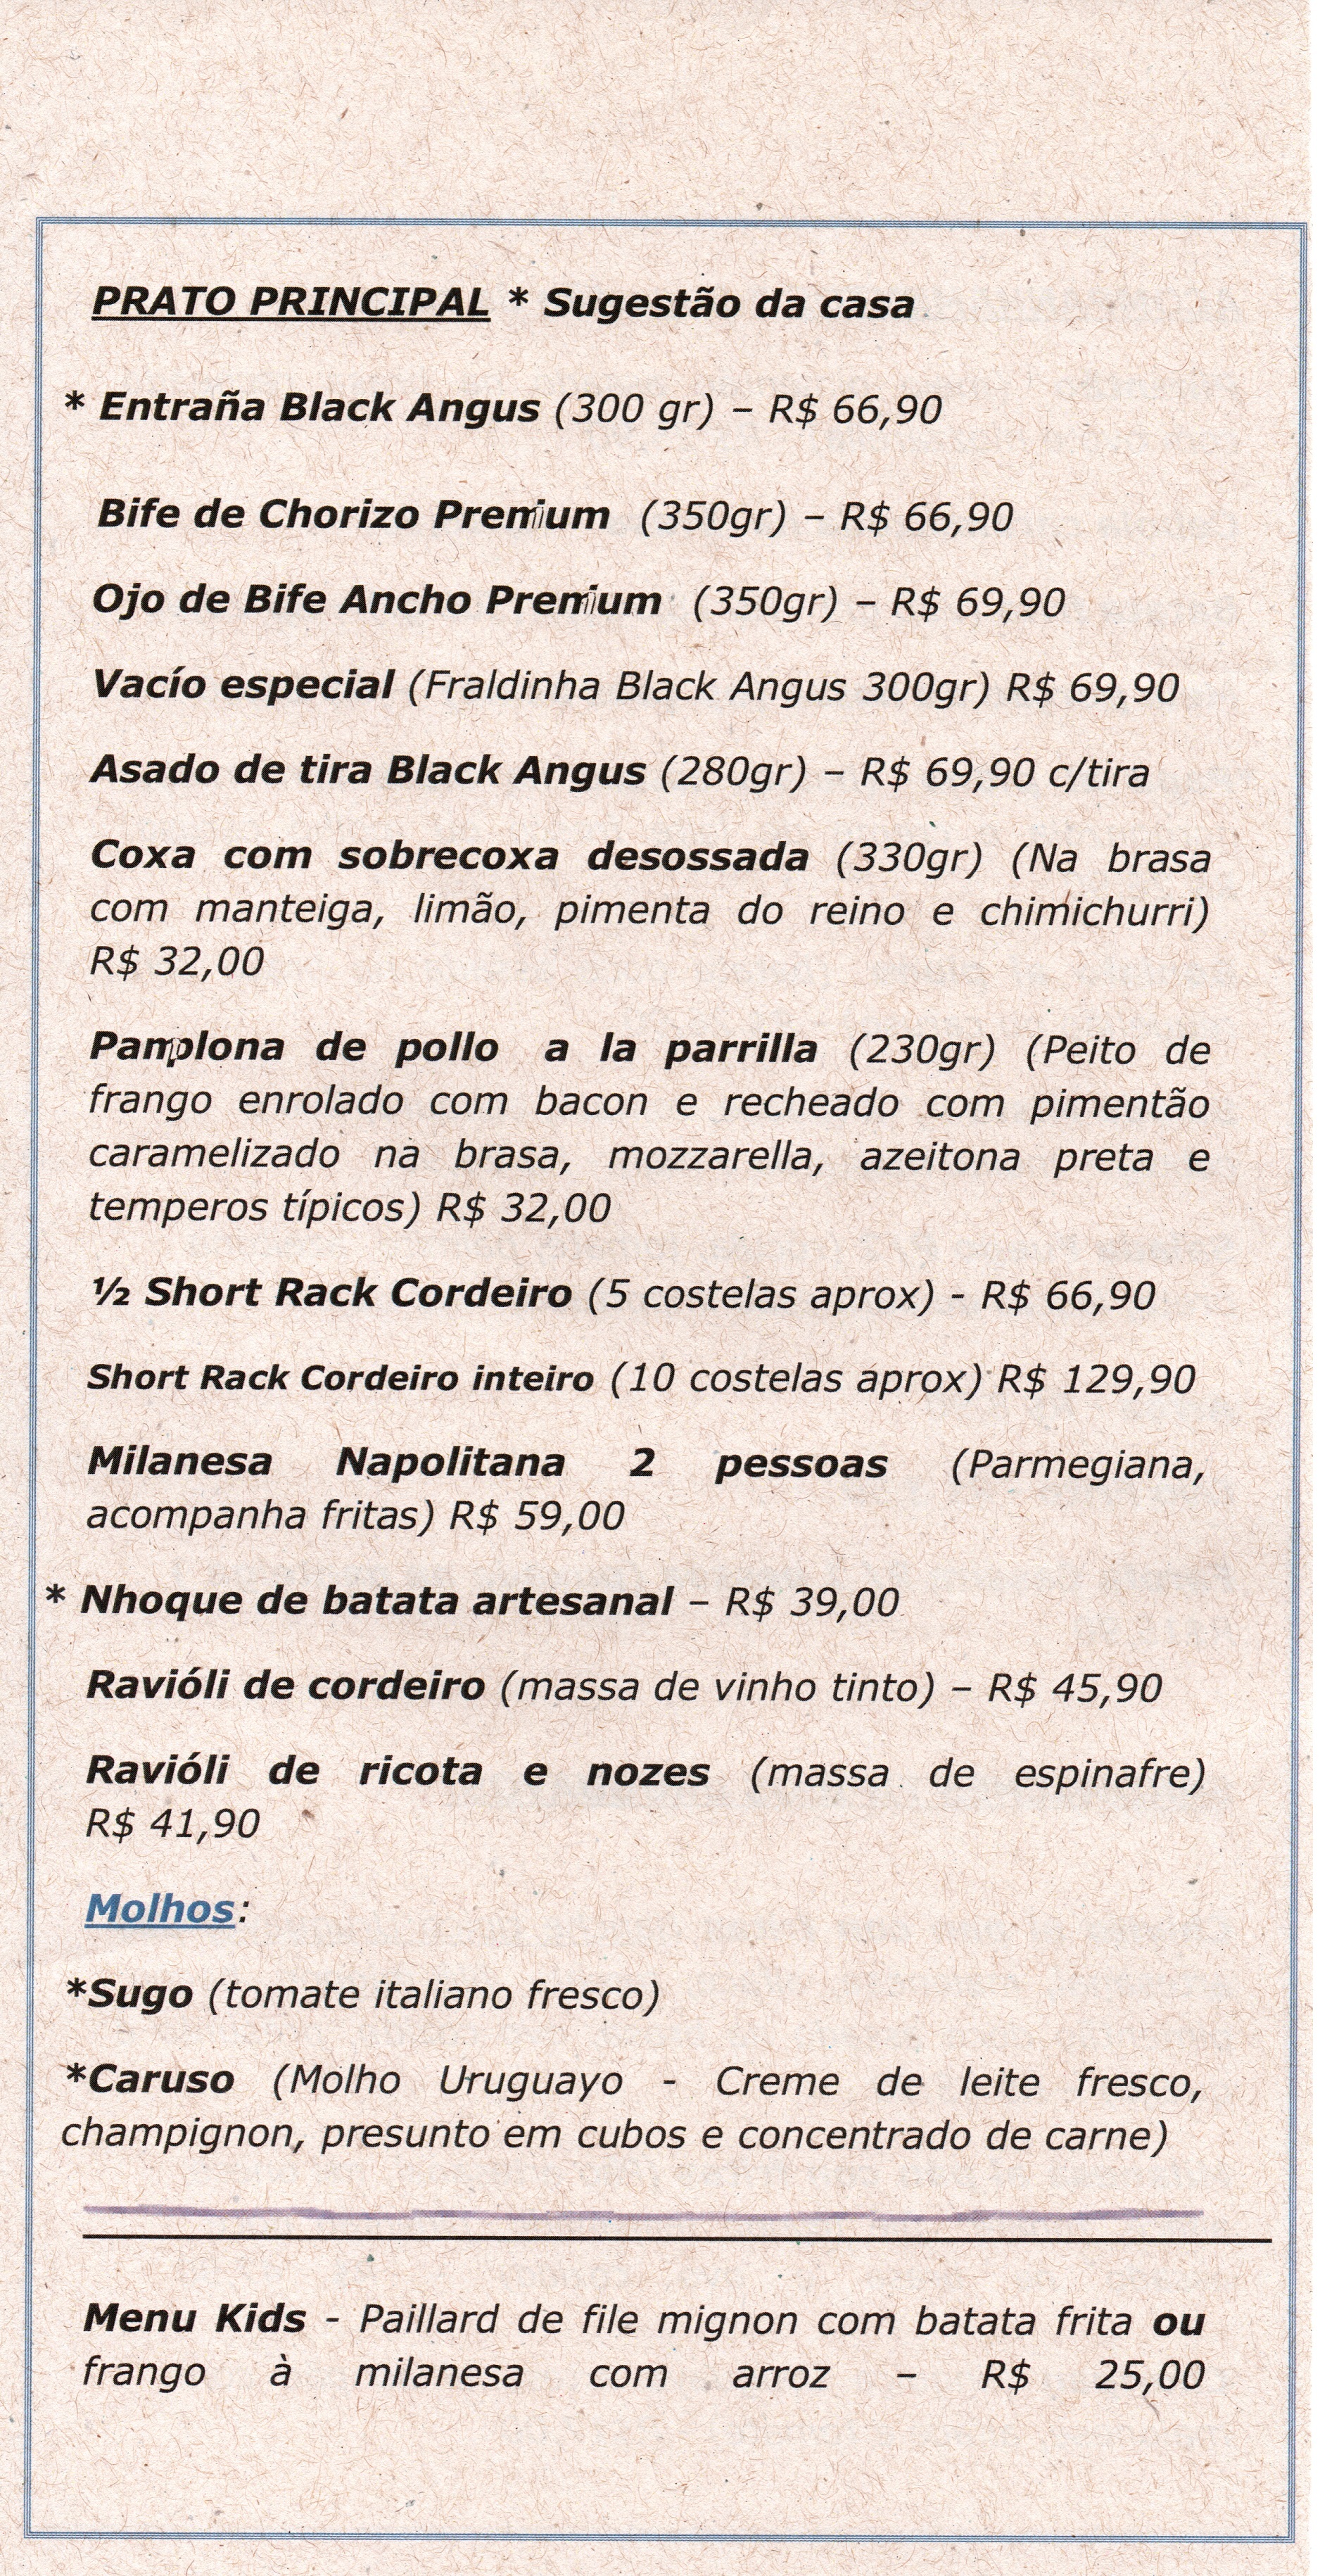 PRATO PRINCIPAL * Sugestão da casa
* Entraña Black Angus (300 gr) – R$ 66,90
Bife de Chorizo Premium (350gr) – R$ 66,90
Ojo de Bife Ancho Premium (350gr) – R$ 69,90
Vacío especial (Fraldinha Black Angus 300gr) R$ 69,90
Asado de tira Black Angus (280gr) – R$ 69,90 c/tira
Coxa com sobrecoxa desossada (330gr) (Na brasa
com manteiga, limão, pimenta do reino e chimichurri)
R$ 32,00
Pamplona de pollo a la parrilla (230gr) (Peito de
frango enrolado com bacon e recheado com pimentão
caramelizado na brasa, mozzarella, azeitona preta e
temperos típicos) R$ 32,00
½ Short Rack Cordeiro (5 costelas aprox) - R$ 66,90
Short Rack Cordeiro inteiro (10 costelas aprox) R$ 129,90
Milanesa Napolitana 2 pessoas (Parmegiana,
acompanha fritas) R$ 59,00
* Nhoque de batata artesanal – R$ 39,00
Ravióli de cordeiro (massa de vinho tinto) – R$ 45,90
Ravióli de ricota e nozes (massa de espinafre)
R$ 41,90
Molhos:
*Sugo (tomate italiano fresco)
*Caruso (Molho Uruguayo - Creme de leite fresco,
champignon, presunto em cubos e concentrado de carne)
Menu Kids - Paillard de file mignon com batata frita ou
frango à milanesa com arroz – R$ 25,00